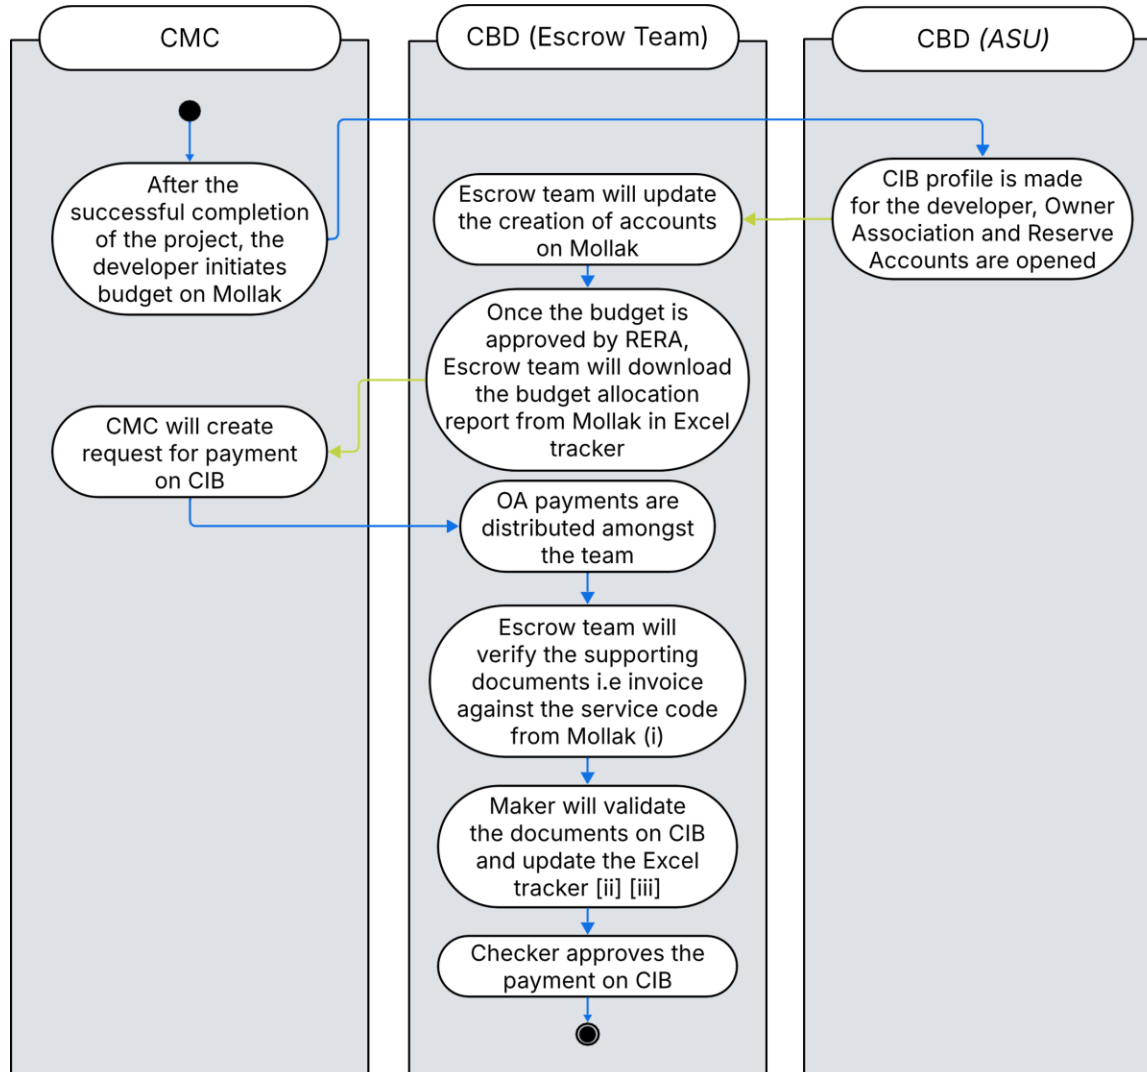 CMC
CBD (Escrow Team)
CBD (ASU)
After the
successful completion
of the project, the
developer initiates
budget on Mollak
CIB profile is made
for the developer, Owner
Association and Reserve
Accounts are opened
Escrow team will update
the creation of accounts
on Mollak
Once the budget is
approved by RERA,
Escrow team will download
the budget allocation
report from Mollak in Excel
tracker
CMC will create
request for payment
on CIB
OA payments are
distributed amongst
the team
Escrow team will
verify the supporting
documents i.e invoice
against the service code
from Mollak (i)
Maker will validate
the documents on CIB
and update the Excel
tracker [ii] [iii]
Checker approves the
payment on CIB